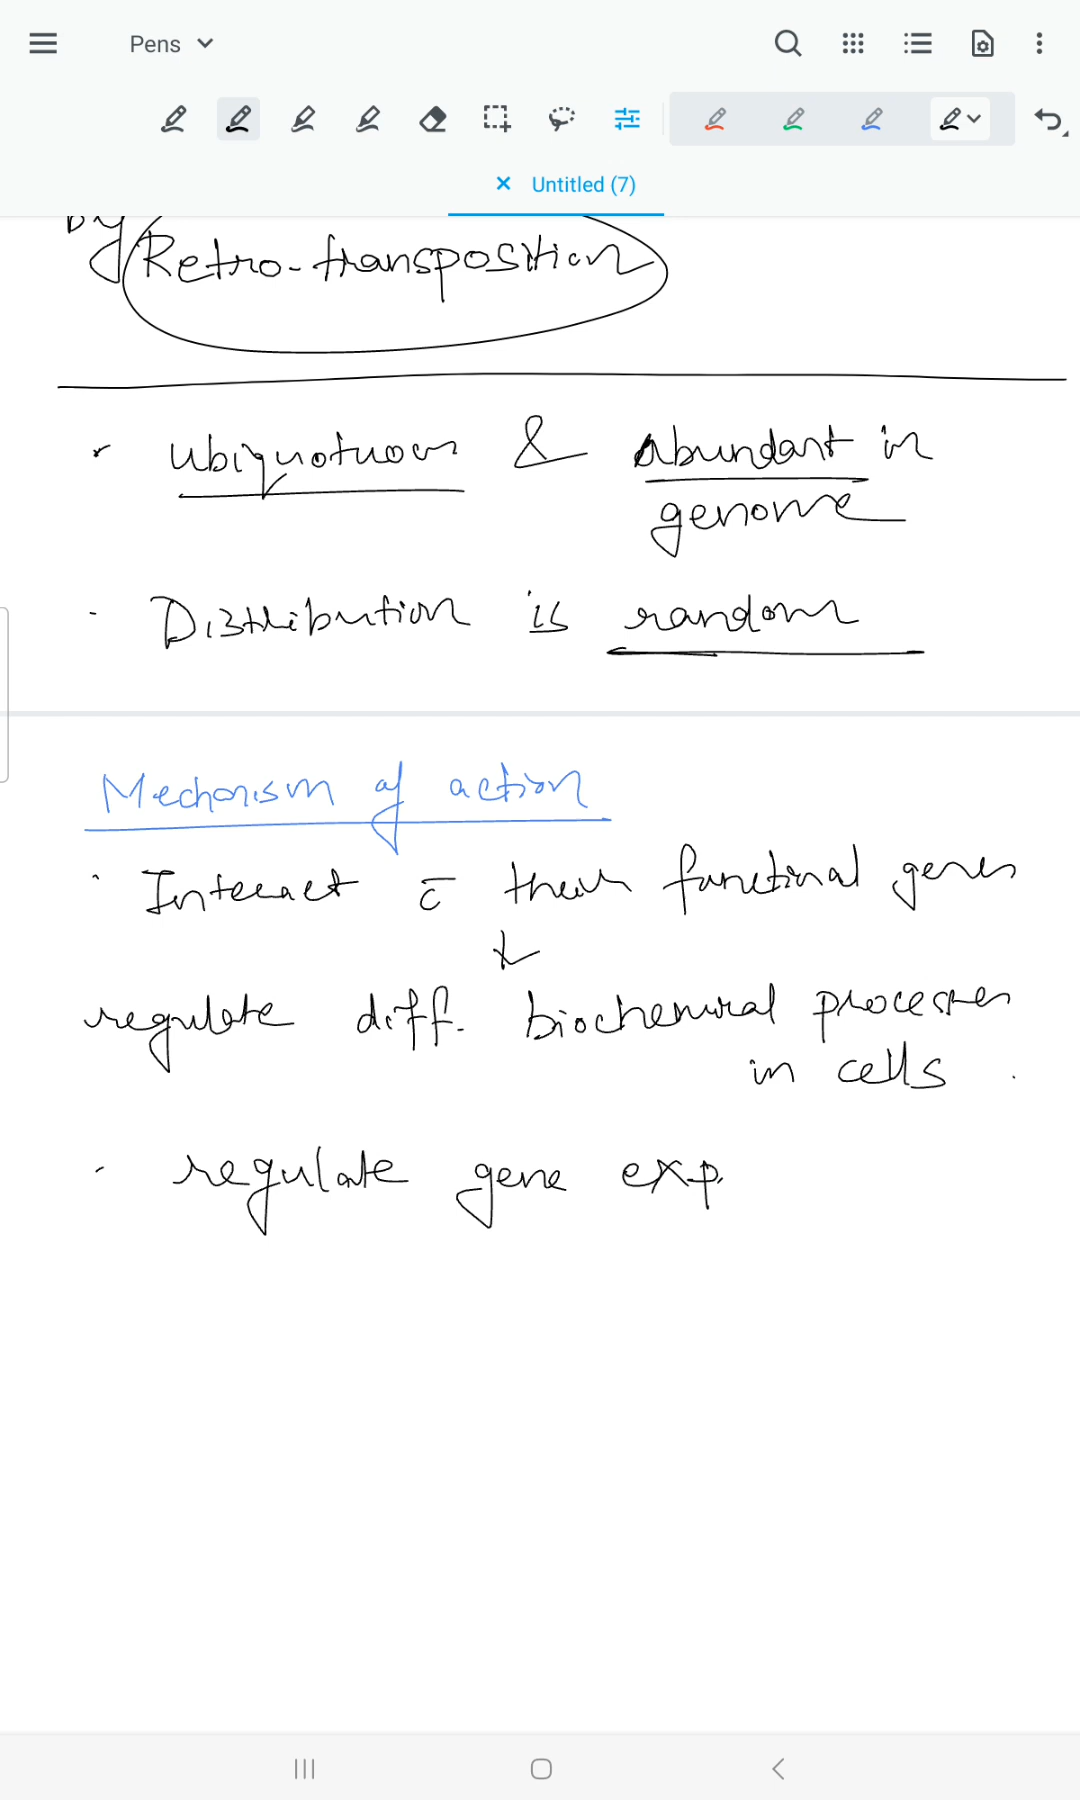 Pens
Untitled (7)
by Retro-transposition
ubiquotuous & Abundant in
genome
Distribution is random
Mechanism of action
Interact c̄ their functional genes
regulate diff. biochemical processes
in cells.
regulate gene exp.